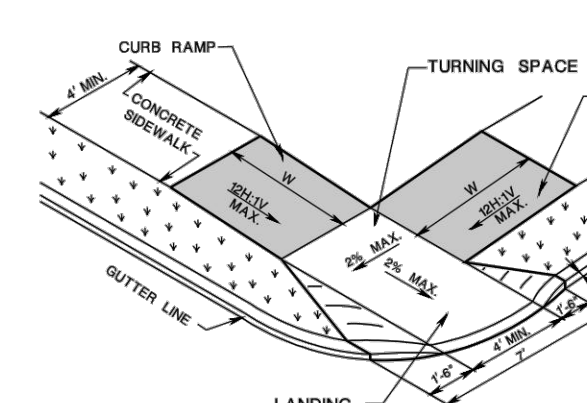 CURB RAMP
TURNING SPACE
4' MIN.
CONCRETE
SIDEWALK
W
12H:1V
MAX.
W
12H:1V
MAX.
2% MAX.
2% MAX.
GUTTER LINE
1'-6"
4' MIN.
7'
1'-6"
LANDING